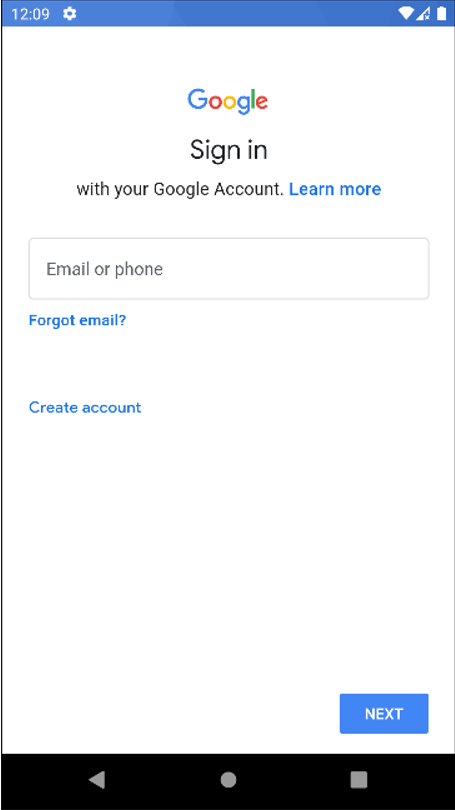 12:09
Google
Sign in
with your Google Account. Learn more
Email or phone
Forgot email?
Create account
NEXT